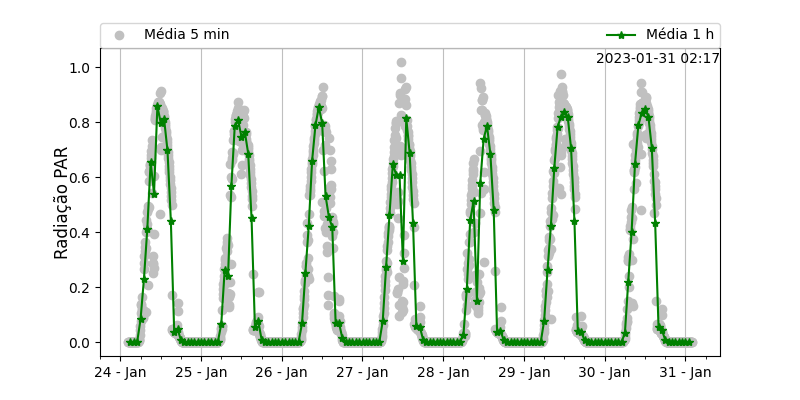 Média 5 min
Média 1 h
2023-01-31 02:17
Radiação PAR
1.0
0.8
0.6
0.4
0.2
0.0
24 - Jan
25 - Jan
26 - Jan
27 - Jan
28 - Jan
29 - Jan
30 - Jan
31 - Jan